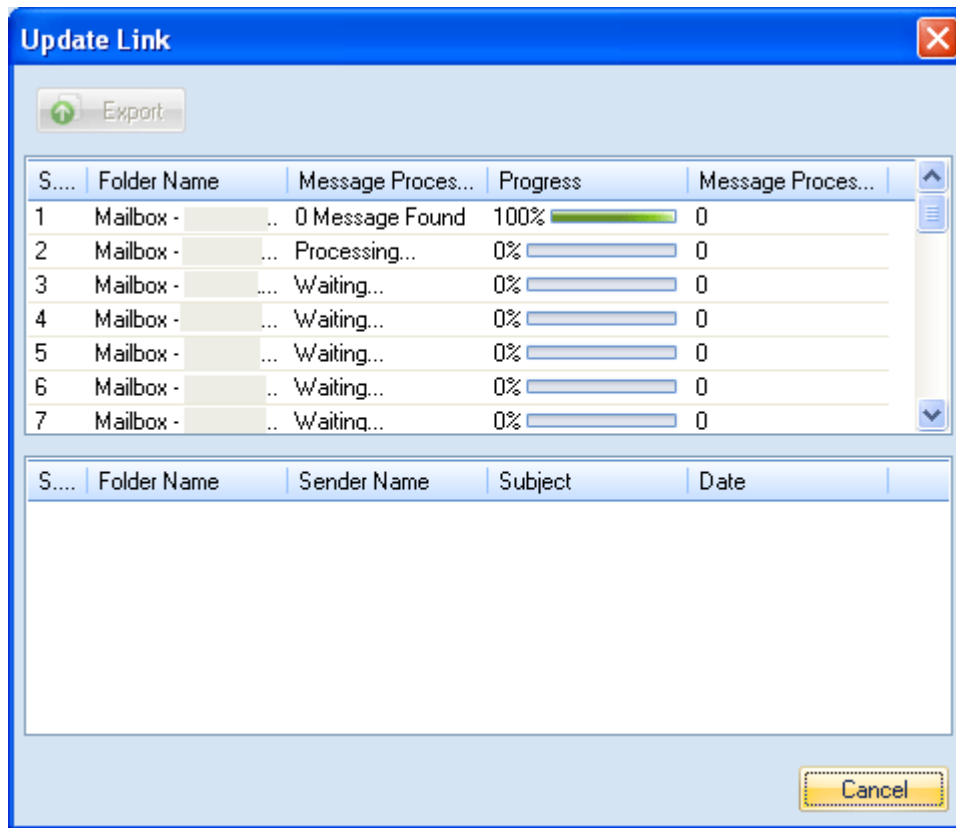 Update Link
Export
S.... Folder Name Message Proces... Progress Message Proces...
1 Mailbox - .. 0 Message Found 100% 0
2 Mailbox - ... Processing... 0% 0
3 Mailbox - .... Waiting... 0% 0
4 Mailbox - ... Waiting... 0% 0
5 Mailbox - ... Waiting... 0% 0
6 Mailbox - .. Waiting... 0% 0
7 Mailbox - .. Waiting... 0% 0
S.... Folder Name Sender Name Subject Date
Cancel